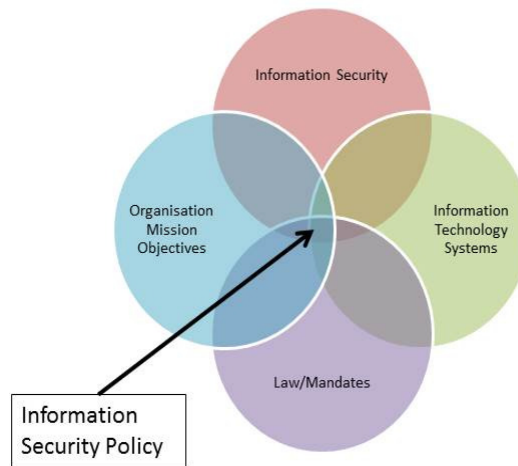 Information Security
Organisation
Mission
Objectives
Information
Technology
Systems
Law/Mandates
Information
Security Policy